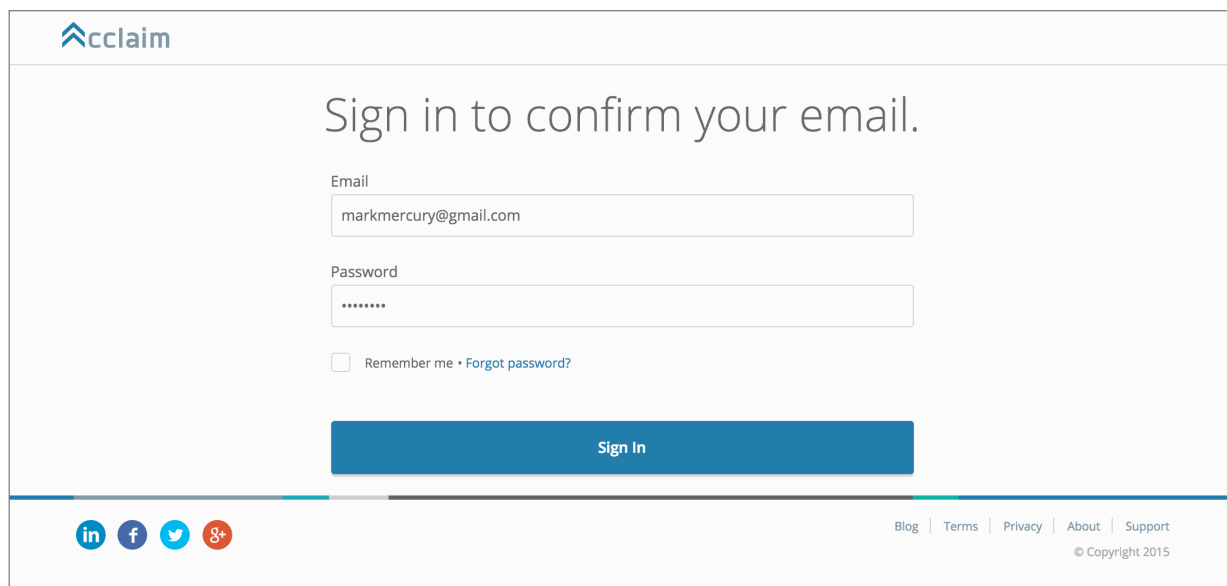 Acclaim
Sign in to confirm your email.
Email
markmercury@gmail.com
Password
••••••••
Remember me • Forgot password?
Sign In
in f g+
Blog | Terms | Privacy | About | Support
© Copyright 2015